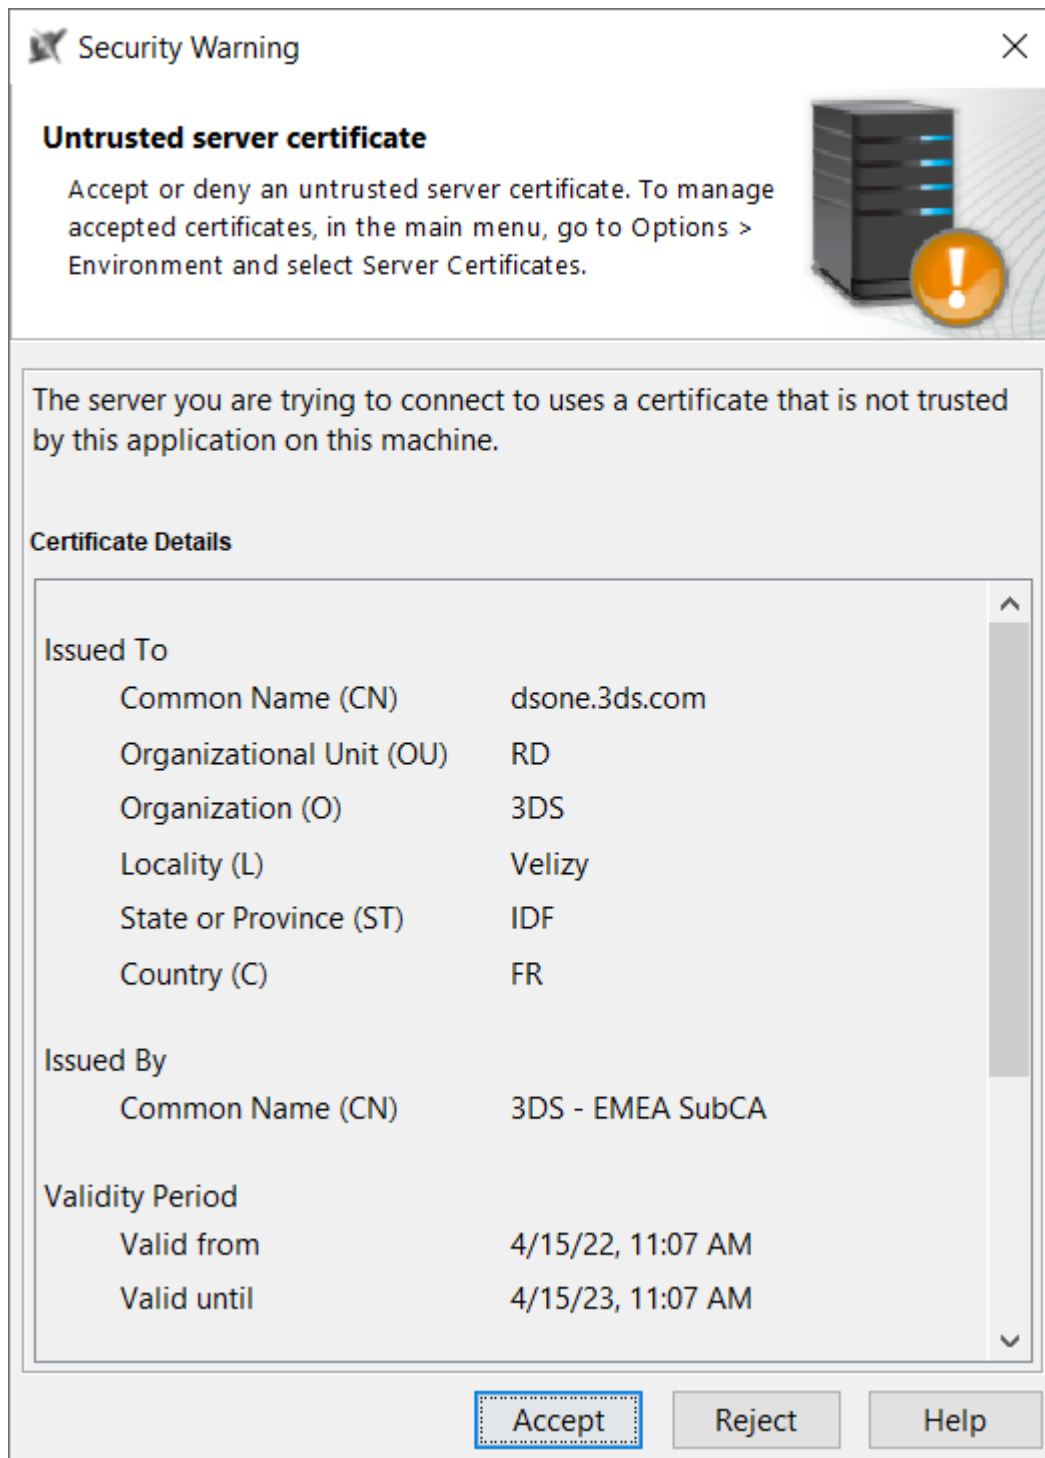 Security Warning
Untrusted server certificate
Accept or deny an untrusted server certificate. To manage
accepted certificates, in the main menu, go to Options >
Environment and select Server Certificates.
The server you are trying to connect to uses a certificate that is not trusted
by this application on this machine.
Certificate Details
Issued To
Common Name (CN) dsone.3ds.com
Organizational Unit (OU) RD
Organization (O) 3DS
Locality (L) Velizy
State or Province (ST) IDF
Country (C) FR
Issued By
Common Name (CN) 3DS - EMEA SubCA
Validity Period
Valid from 4/15/22, 11:07 AM
Valid until 4/15/23, 11:07 AM
Accept Reject Help